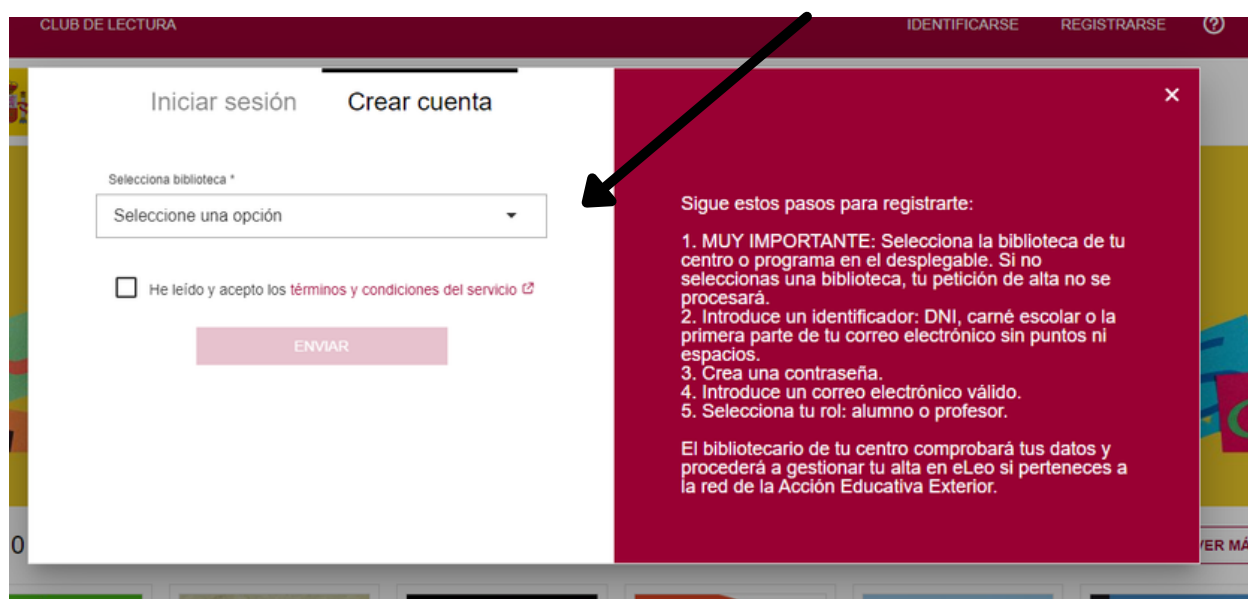 CLUB DE LECTURA
IDENTIFICARSE
REGISTRARSE
?
Iniciar sesión
Crear cuenta
×
Selecciona biblioteca *
Seleccione una opción
He leído y acepto los términos y condiciones del servicio
ENVIAR
Sigue estos pasos para registrarte:
1. MUY IMPORTANTE: Selecciona la biblioteca de tu
centro o programa en el desplegable. Si no
seleccionas una biblioteca, tu petición de alta no se
procesará.
2. Introduce un identificador: DNI, carné escolar o la
primera parte de tu correo electrónico sin puntos ni
espacios.
3. Crea una contraseña.
4. Introduce un correo electrónico válido.
5. Selecciona tu rol: alumno o profesor.
El bibliotecario de tu centro comprobará tus datos y
procederá a gestionar tu alta en eLeo si perteneces a
la red de la Acción Educativa Exterior.
VER MÁ